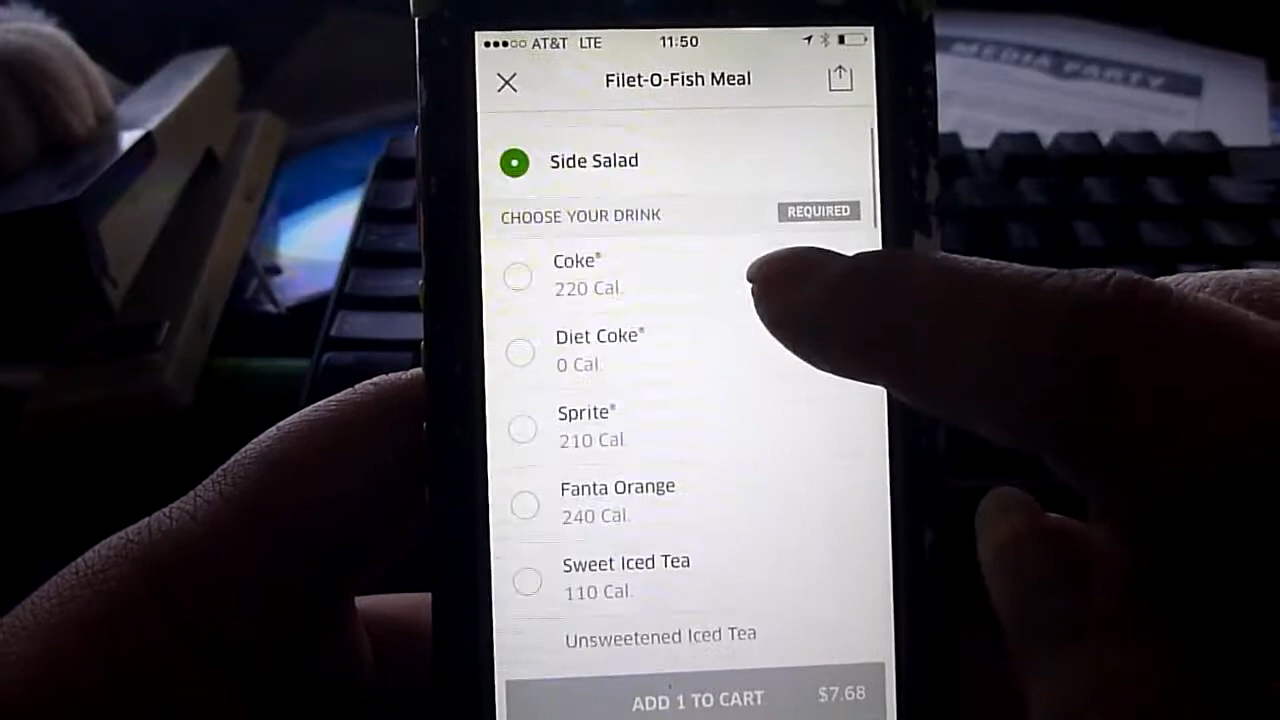 AT&T LTE 11:50
MEDIA PARTY
Filet-O-Fish Meal
Side Salad
CHOOSE YOUR DRINK REQUIRED
Coke®
220 Cal.
Diet Coke®
0 Cal.
Sprite®
210 Cal.
Fanta Orange
240 Cal.
Sweet Iced Tea
110 Cal.
Unsweetened Iced Tea
ADD 1 TO CART $7.68